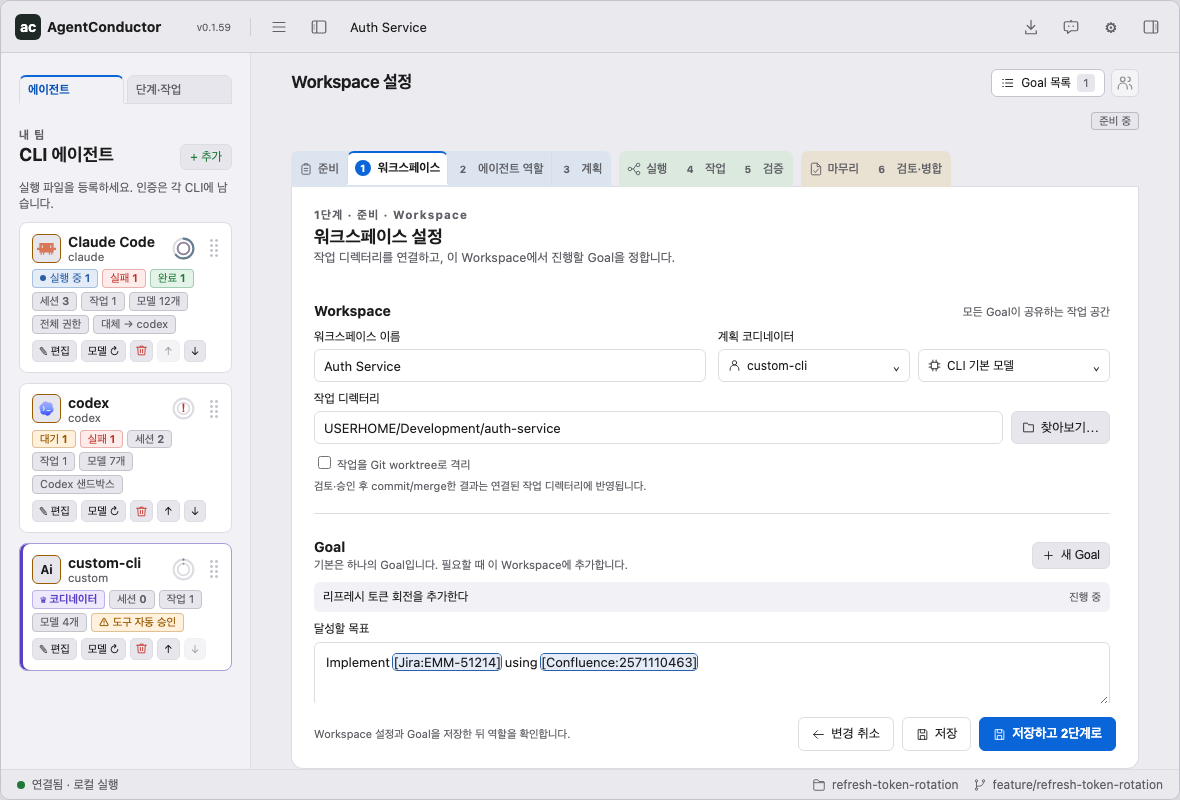 ac AgentConductor v0.1.59 Auth Service
에이전트 단계·작업
내 팀
CLI 에이전트
+ 추가
실행 파일을 등록하세요. 인증은 각 CLI에 남
습니다.
Claude Code
claude
실행 중 1 실패 1 완료 1
세션 3 작업 1 모델 12개
전체 권한 대체 → codex
✎ 편집 모델 ↻ ↑ ↓
codex
codex
대기 1 실패 1 세션 2
작업 1 모델 7개
Codex 샌드박스
✎ 편집 모델 ↻ ↑ ↓
Ai custom-cli
custom
코디네이터 세션 0 작업 1
모델 4개 ⚠ 도구 자동 승인
✎ 편집 모델 ↻ ↑ ↓
Workspace 설정
Goal 목록 1
준비 중
준비 1 워크스페이스 2 에이전트 역할 3 계획 실행 4 작업 5 검증 마무리 6 검토·병합
1단계 · 준비 · Workspace
워크스페이스 설정
작업 디렉터리를 연결하고, 이 Workspace에서 진행할 Goal을 정합니다.
Workspace 모든 Goal이 공유하는 작업 공간
워크스페이스 이름 계획 코디네이터
Auth Service custom-cli CLI 기본 모델
작업 디렉터리
USERHOME/Development/auth-service 찾아보기...
작업을 Git worktree로 격리
검토·승인 후 commit/merge한 결과는 연결된 작업 디렉터리에 반영됩니다.
Goal
기본은 하나의 Goal입니다. 필요할 때 이 Workspace에 추가합니다.
+ 새 Goal
리프레시 토큰 회전을 추가한다 진행 중
달성할 목표
Implement [Jira:EMM-51214] using [Confluence:2571110463]
Workspace 설정과 Goal을 저장한 뒤 역할을 확인합니다. ← 변경 취소 저장 저장하고 2단계로
연결됨 · 로컬 실행 refresh-token-rotation feature/refresh-token-rotation